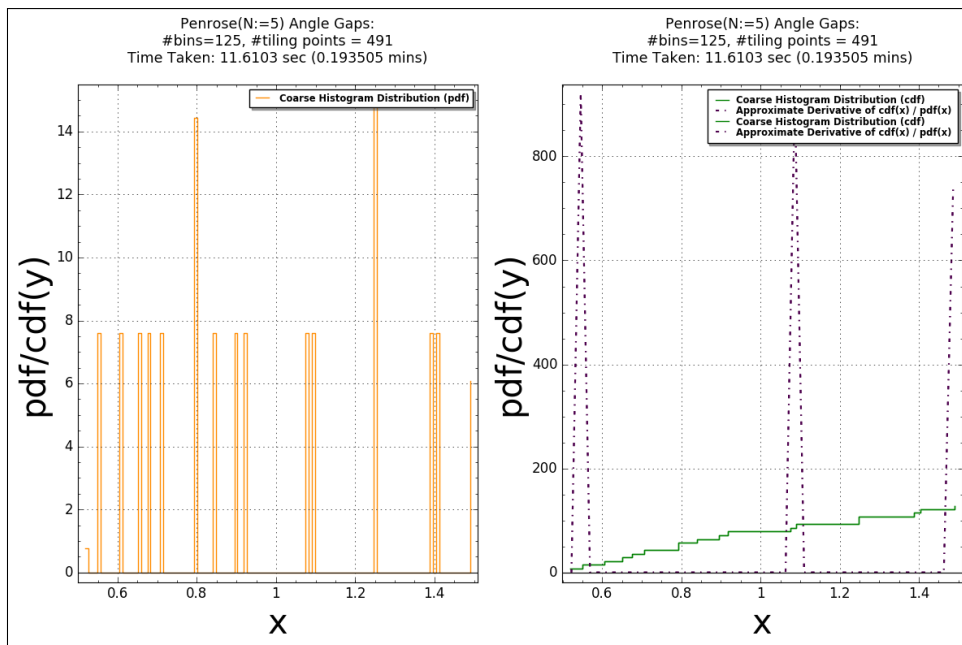 Penrose(N:=5) Angle Gaps:
#bins=125, #tiling points = 491
Time Taken: 11.6103 sec (0.193505 mins)
Coarse Histogram Distribution (pdf)
14
12
10
8
6
4
2
0
0.6
0.8
1.0
1.2
1.4
pdf/cdf(y)
x
Penrose(N:=5) Angle Gaps:
#bins=125, #tiling points = 491
Time Taken: 11.6103 sec (0.193505 mins)
Coarse Histogram Distribution (cdf)
Approximate Derivative of cdf(x) / pdf(x)
Coarse Histogram Distribution (cdf)
Approximate Derivative of cdf(x) / pdf(x)
800
600
400
200
0
0.6
0.8
1.0
1.2
1.4
pdf/cdf(y)
x